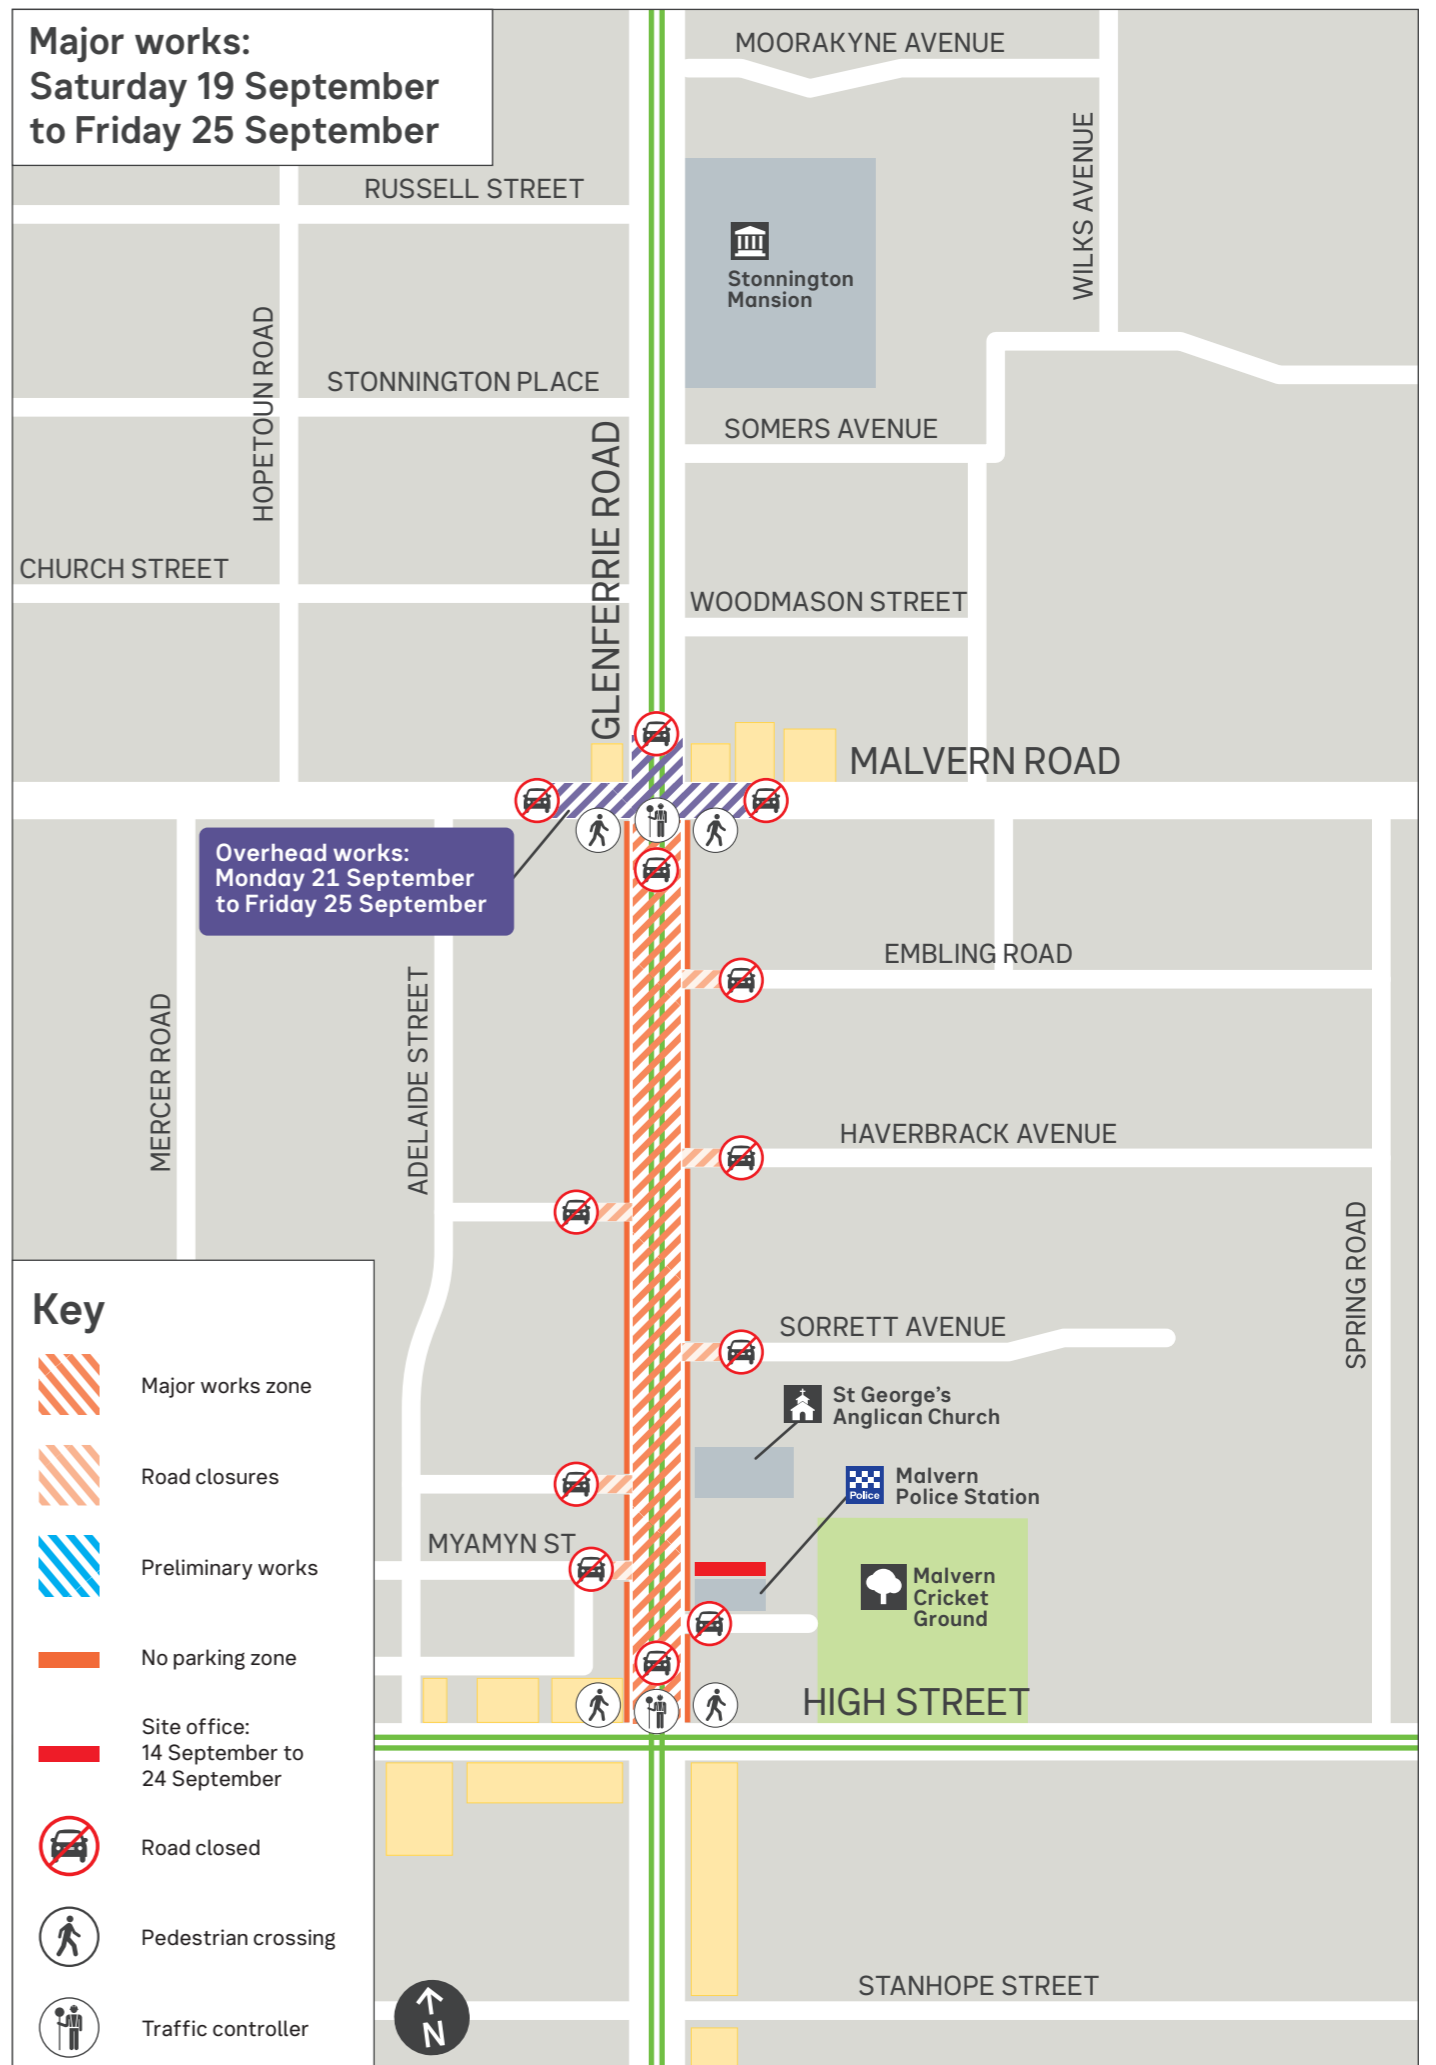 Major works:
Saturday 19 September
to Friday 25 September
MOORAKYNE AVENUE
WILKS AVENUE
RUSSELL STREET
Stonnington
Mansion
HOPETOUN ROAD
STONNINGTON PLACE
SOMERS AVENUE
GLENFERRIE ROAD
CHURCH STREET
WOODMASON STREET
MALVERN ROAD
Overhead works:
Monday 21 September
to Friday 25 September
EMBLING ROAD
MERCER ROAD
ADELAIDE STREET
HAVERBRACK AVENUE
SPRING ROAD
SORRETT AVENUE
St George's
Anglican Church
Police
Malvern
Police Station
MYAMYN ST
Malvern
Cricket
Ground
HIGH STREET
STANHOPE STREET
Key
Major works zone
Road closures
Preliminary works
No parking zone
Site office:
14 September to
24 September
Road closed
Pedestrian crossing
Traffic controller
N